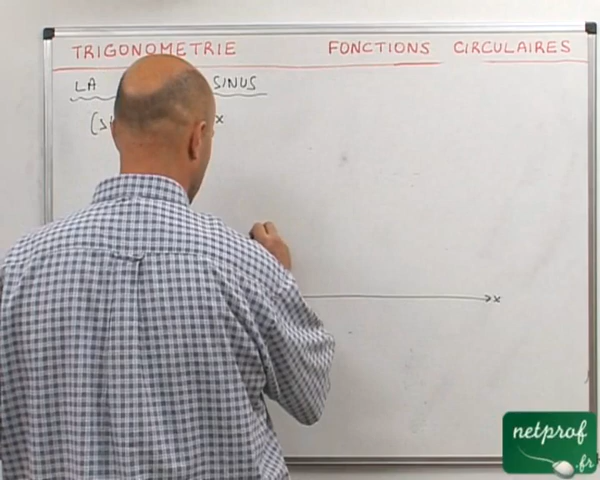 TRIGONOMETRIE FONCTIONS CIRCULAIRES
LA SINUS
x
x
netprof
.fr